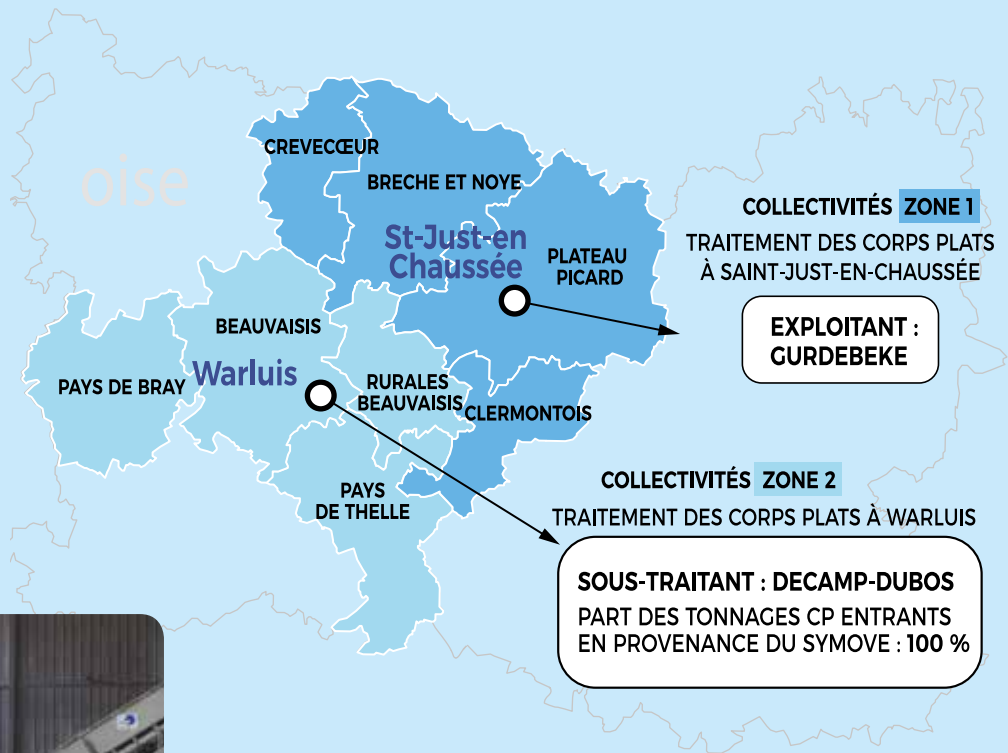 oise
CREVECŒUR
BRECHE ET NOYE
St-Just-en
Chaussée
PLATEAU
PICARD
BEAUVAISIS
PAYS DE BRAY
Warluis
RURALES
BEAUVAISIS
CLERMONTOIS
PAYS
DE THELLE
COLLECTIVITÉS ZONE 1
TRAITEMENT DES CORPS PLATS
À SAINT-JUST-EN-CHAUSSÉE
EXPLOITANT :
GURDEBEKE
COLLECTIVITÉS ZONE 2
TRAITEMENT DES CORPS PLATS À WARLUIS
SOUS-TRAITANT : DECAMP-DUBOS
PART DES TONNAGES CP ENTRANTS
EN PROVENANCE DU SYMOVE : 100 %